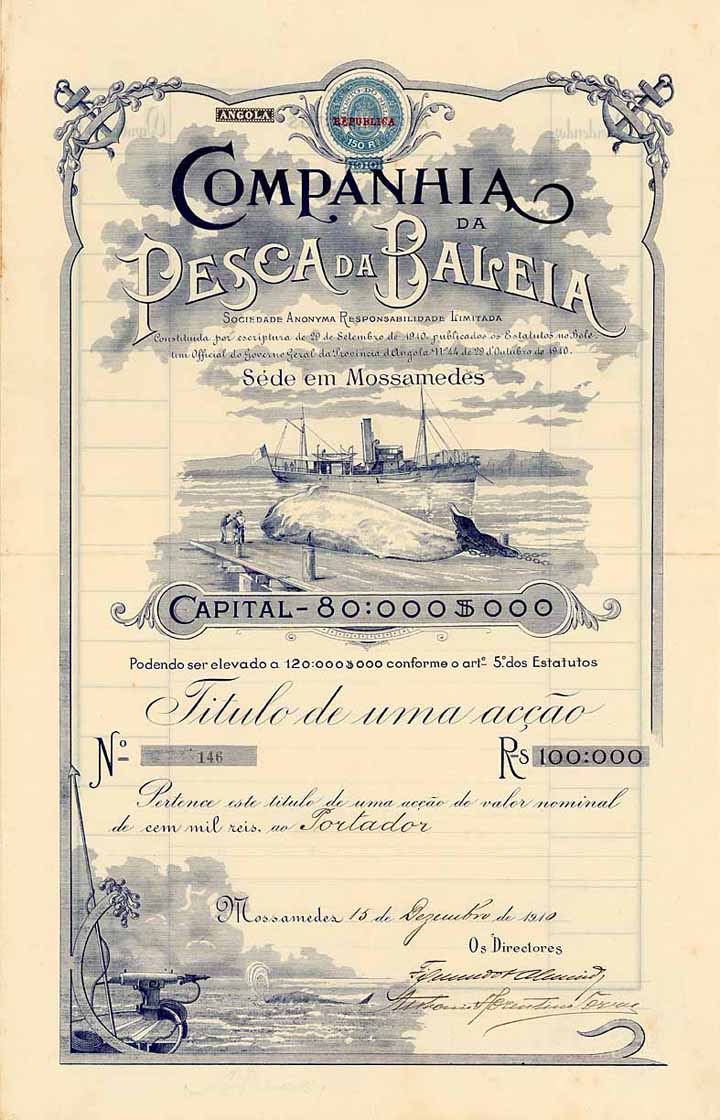 ANGOLA
REPUBLICA
150 RS
1910
COMPANHIA
DA
PESCA DA BALEIA
SOCIEDADE ANONYMA RESPONSABILIDADE LIMITADA
Constituida por escriptura de 29 de Setembro de 1910, publicados os Estatutos no Bole-
tim Official do Governo Geral da Provincia d'Angola Nº 44 de 29 d'Outubro de 1910.
Séde em Mossamedes
CAPITAL - 80:000$000
Podendo ser elevado a 120:000$000 conforme o artº 5º dos Estatutos
Titulo de uma acção
Nº 146
Rs 100:000
Pertence este titulo de uma acção do valor nominal
de cem mil reis, ao Portador
Mossamedes 15 de Dezembro de 1910
Os Directores